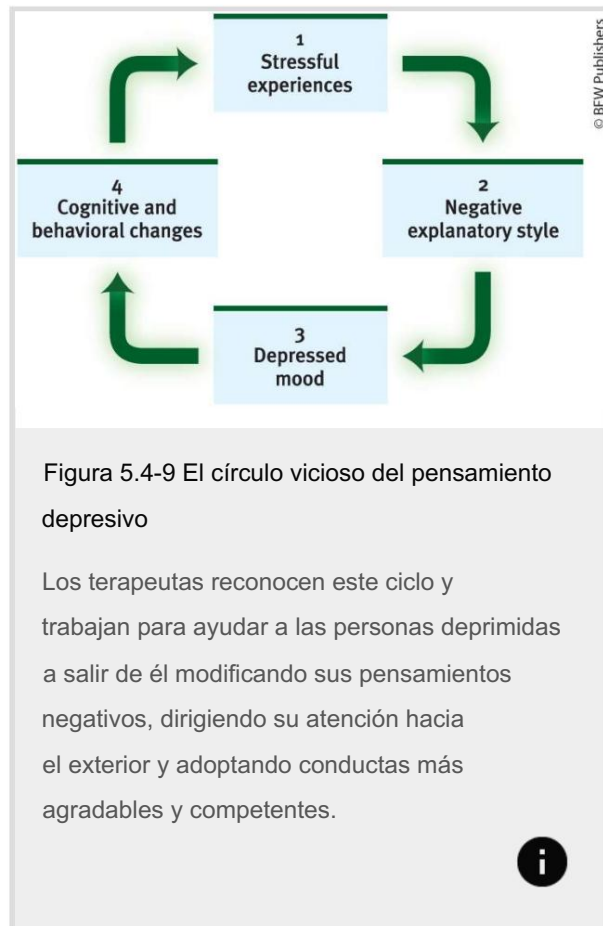 1
Stressful
experiences
© BFW Publishers
4
Cognitive and
behavioral changes
2
Negative
explanatory style
3
Depressed
mood
Figura 5.4-9 El círculo vicioso del pensamiento
depresivo
Los terapeutas reconocen este ciclo y
trabajan para ayudar a las personas deprimidas
a salir de él modificando sus pensamientos
negativos, dirigiendo su atención hacia
el exterior y adoptando conductas más
agradables y competentes.
i